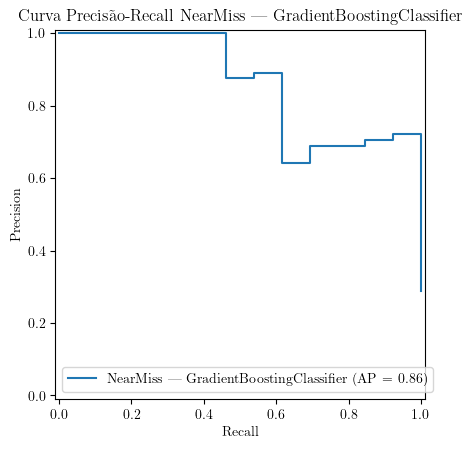 Curva Precisão-Recall NearMiss — GradientBoostingClassifier
1.0
0.8
0.6
0.4
0.2
0.0
Precision
NearMiss — GradientBoostingClassifier (AP = 0.86)
0.0 0.2 0.4 0.6 0.8 1.0
Recall